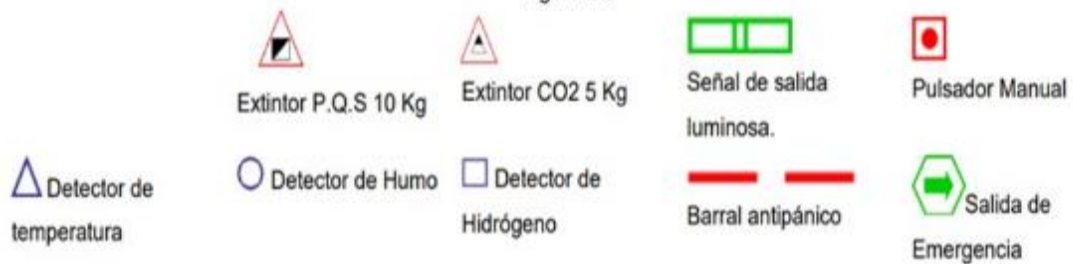 Extintor P.Q.S 10 Kg
Extintor CO2 5 Kg
Señal de salida
luminosa.
Pulsador Manual
Detector de
temperatura
Detector de Humo
Detector de
Hidrógeno
Barral antipánico
Salida de
Emergencia